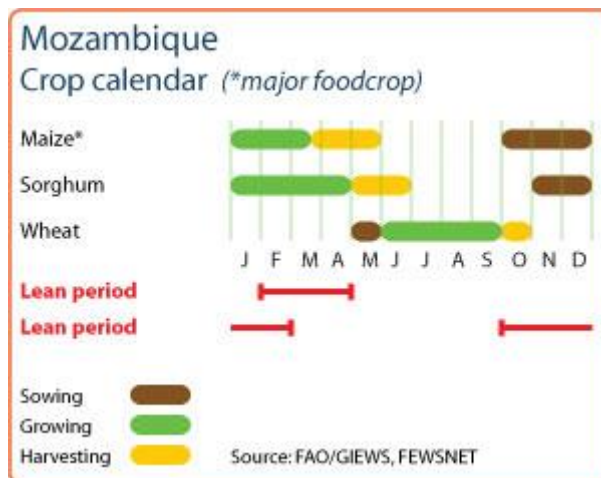 Mozambique
Crop calendar (*major foodcrop)
Maize*
Sorghum
Wheat
J F M A M J J A S O N D
Lean period
Lean period
Sowing
Growing
Harvesting Source: FAO/GIEWS, FEWSNET